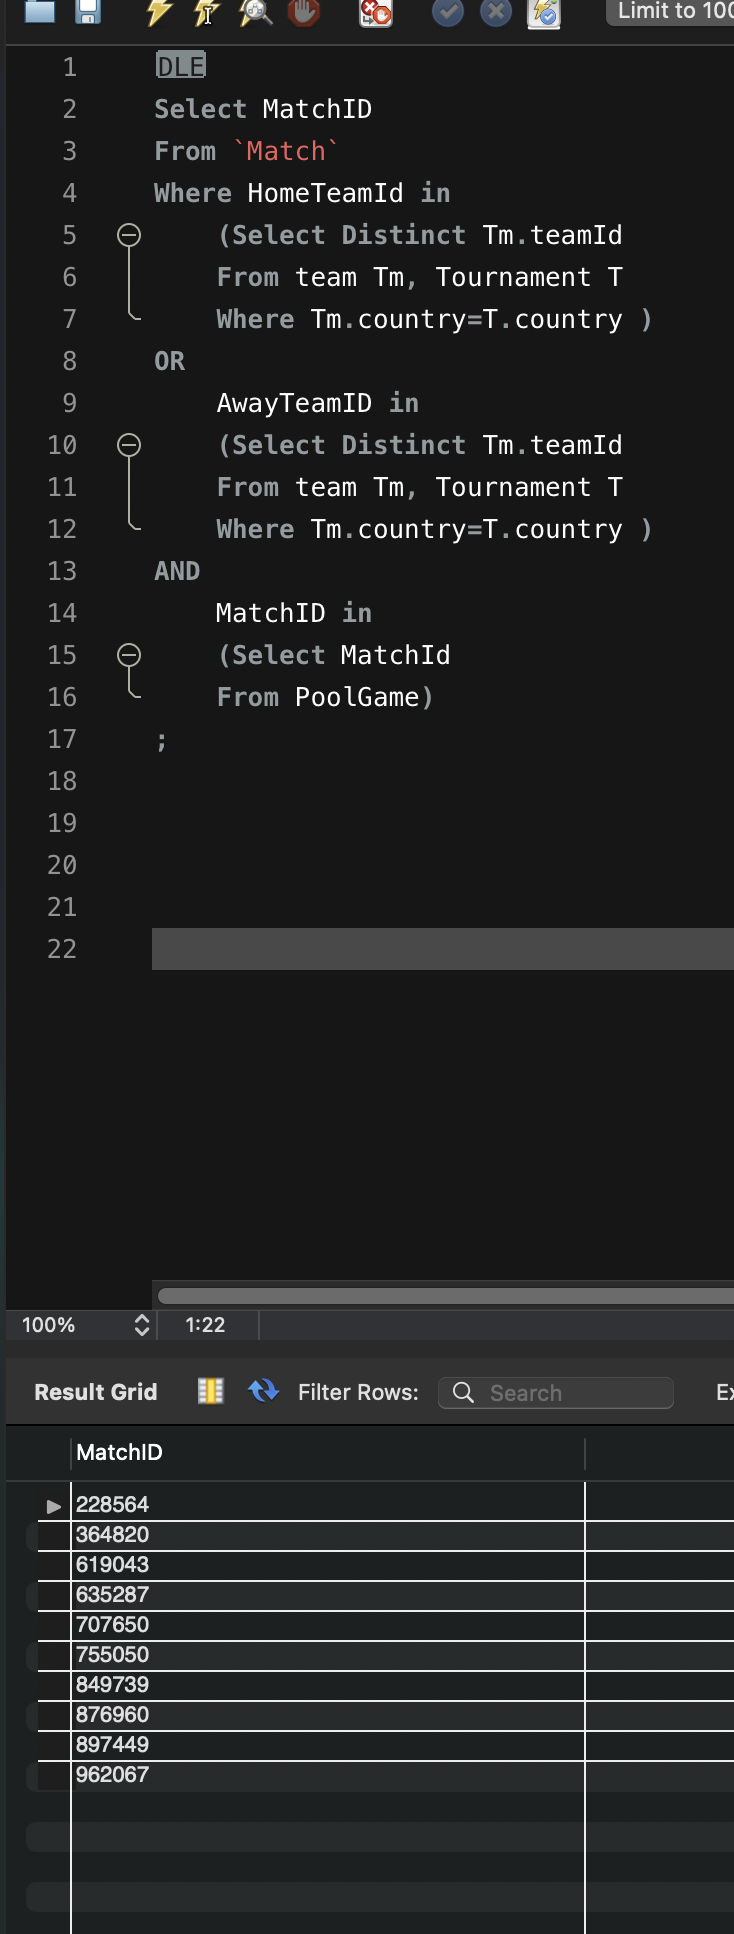 Limit to 100
1 DLE
2 Select MatchID
3 From `Match`
4 Where HomeTeamId in
5 (Select Distinct Tm.teamId
6 From team Tm, Tournament T
7 Where Tm.country=T.country )
8 OR
9 AwayTeamID in
10 (Select Distinct Tm.teamId
11 From team Tm, Tournament T
12 Where Tm.country=T.country )
13 AND
14 MatchID in
15 (Select MatchId
16 From PoolGame)
17 ;
18
19
20
21
22
100% 1:22
Result Grid Filter Rows: Search Ex
MatchID
228564
364820
619043
635287
707650
755050
849739
876960
897449
962067